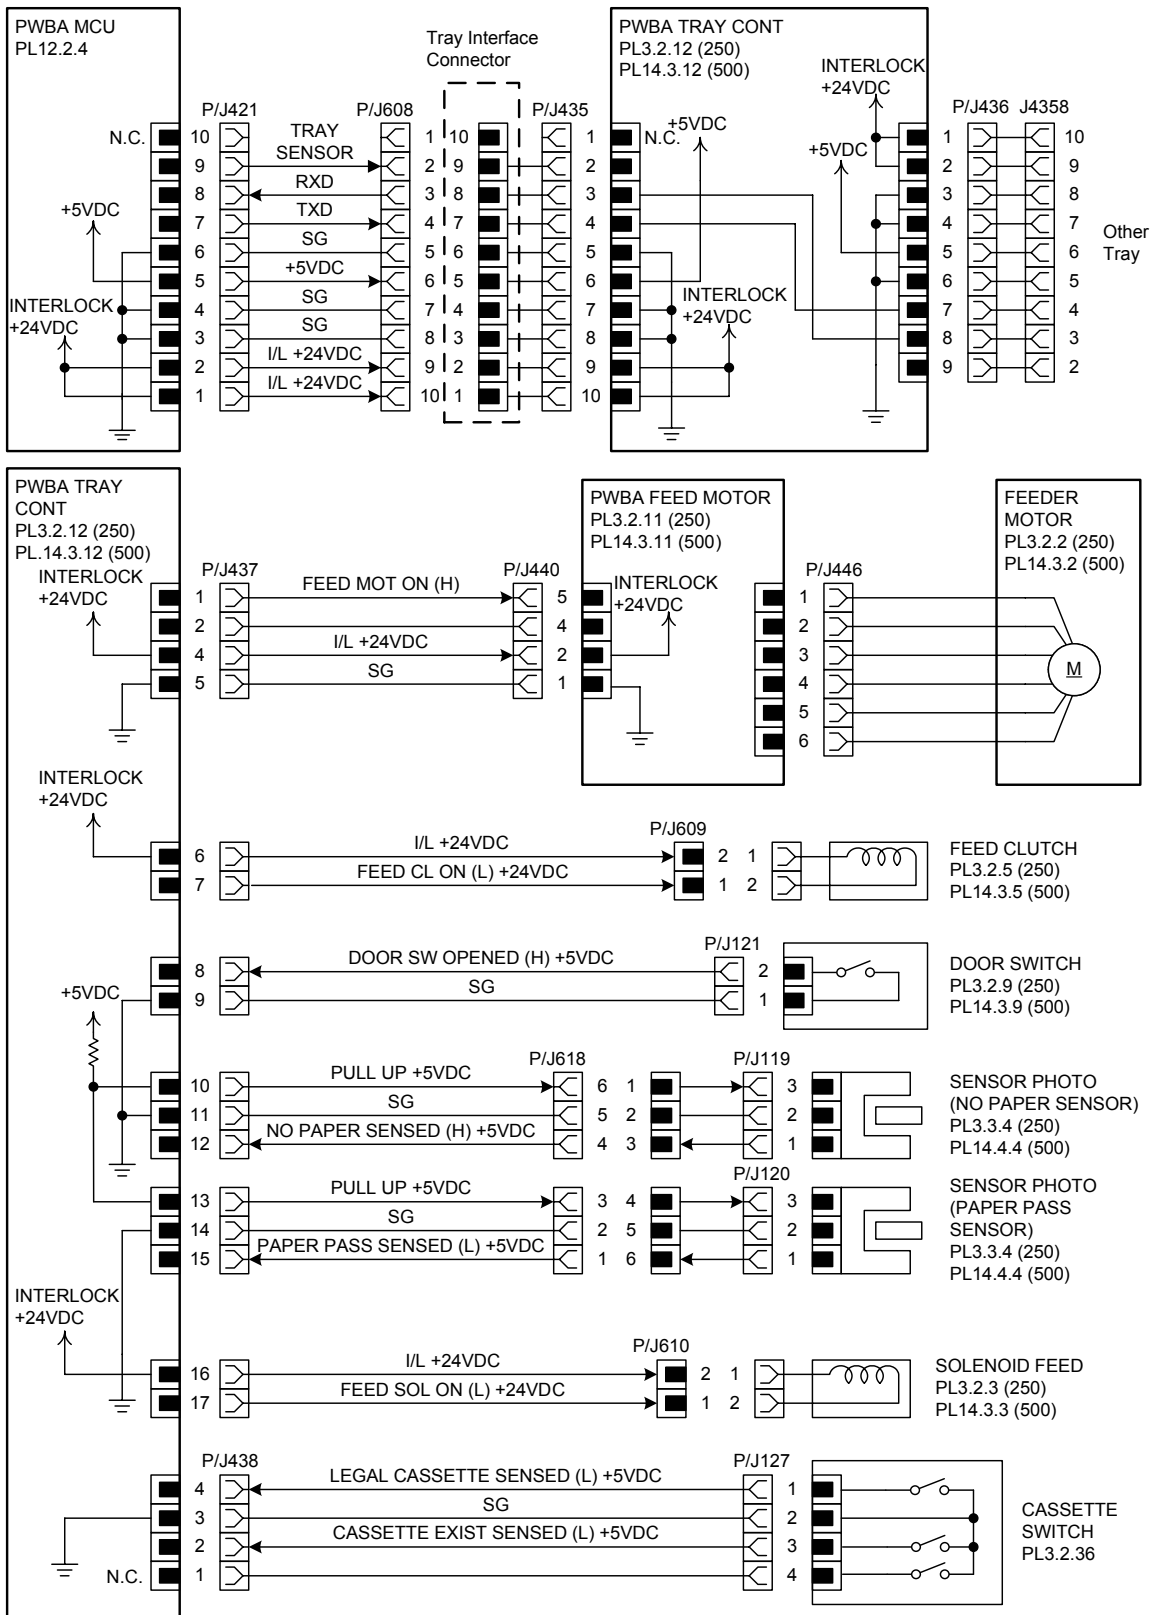 PWBA MCU
PL12.2.4
Tray Interface
Connector
PWBA TRAY CONT
PL3.2.12 (250)
PL14.3.12 (500)
INTERLOCK
+24VDC
P/J421
P/J608
P/J435
P/J436 J4358
N.C. 10 TRAY 1 10 1 N.C. +5VDC 1 10
9 SENSOR 2 9 2 +5VDC 2 9
8 RXD 3 8 3 3 8
+5VDC 7 TXD 4 7 4 4 7
6 SG 5 6 5 5 6
5 +5VDC 6 5 6 6 5
INTERLOCK
+24VDC
4 SG 7 4 7 7 4
INTERLOCK
+24VDC
3 SG 8 3 8 8 3
2 I/L +24VDC 9 2 9 9 2
1 I/L +24VDC 10 1 10
Other
Tray
PWBA TRAY
CONT
PL3.2.12 (250)
PL.14.3.12 (500)
PWBA FEED MOTOR
PL3.2.11 (250)
PL14.3.11 (500)
FEEDER
MOTOR
PL3.2.2 (250)
PL14.3.2 (500)
INTERLOCK
+24VDC
P/J437
P/J440
INTERLOCK
+24VDC
P/J446
1 FEED MOT ON (H) 5 1
2 4 2
4 I/L +24VDC 2 3
5 SG 1 4
5
6
M
INTERLOCK
+24VDC
P/J609
6 I/L +24VDC 2 1
7 FEED CL ON (L) +24VDC 1 2
FEED CLUTCH
PL3.2.5 (250)
PL14.3.5 (500)
P/J121
8 DOOR SW OPENED (H) +5VDC 2
9 SG 1
DOOR SWITCH
PL3.2.9 (250)
PL14.3.9 (500)
+5VDC
P/J618
P/J119
10 PULL UP +5VDC 6 1 3
11 SG 5 2 2
12 NO PAPER SENSED (H) +5VDC 4 3 1
SENSOR PHOTO
(NO PAPER SENSOR)
PL3.3.4 (250)
PL14.4.4 (500)
P/J120
13 PULL UP +5VDC 3 4 3
14 SG 2 5 2
15 PAPER PASS SENSED (L) +5VDC 1 6 1
SENSOR PHOTO
(PAPER PASS
SENSOR)
PL3.3.4 (250)
PL14.4.4 (500)
INTERLOCK
+24VDC
P/J610
16 I/L +24VDC 2 1
17 FEED SOL ON (L) +24VDC 1 2
SOLENOID FEED
PL3.2.3 (250)
PL14.3.3 (500)
P/J438
P/J127
4 LEGAL CASSETTE SENSED (L) +5VDC 1
3 SG 2
2 CASSETTE EXIST SENSED (L) +5VDC 3
N.C. 1 4
CASSETTE
SWITCH
PL3.2.36